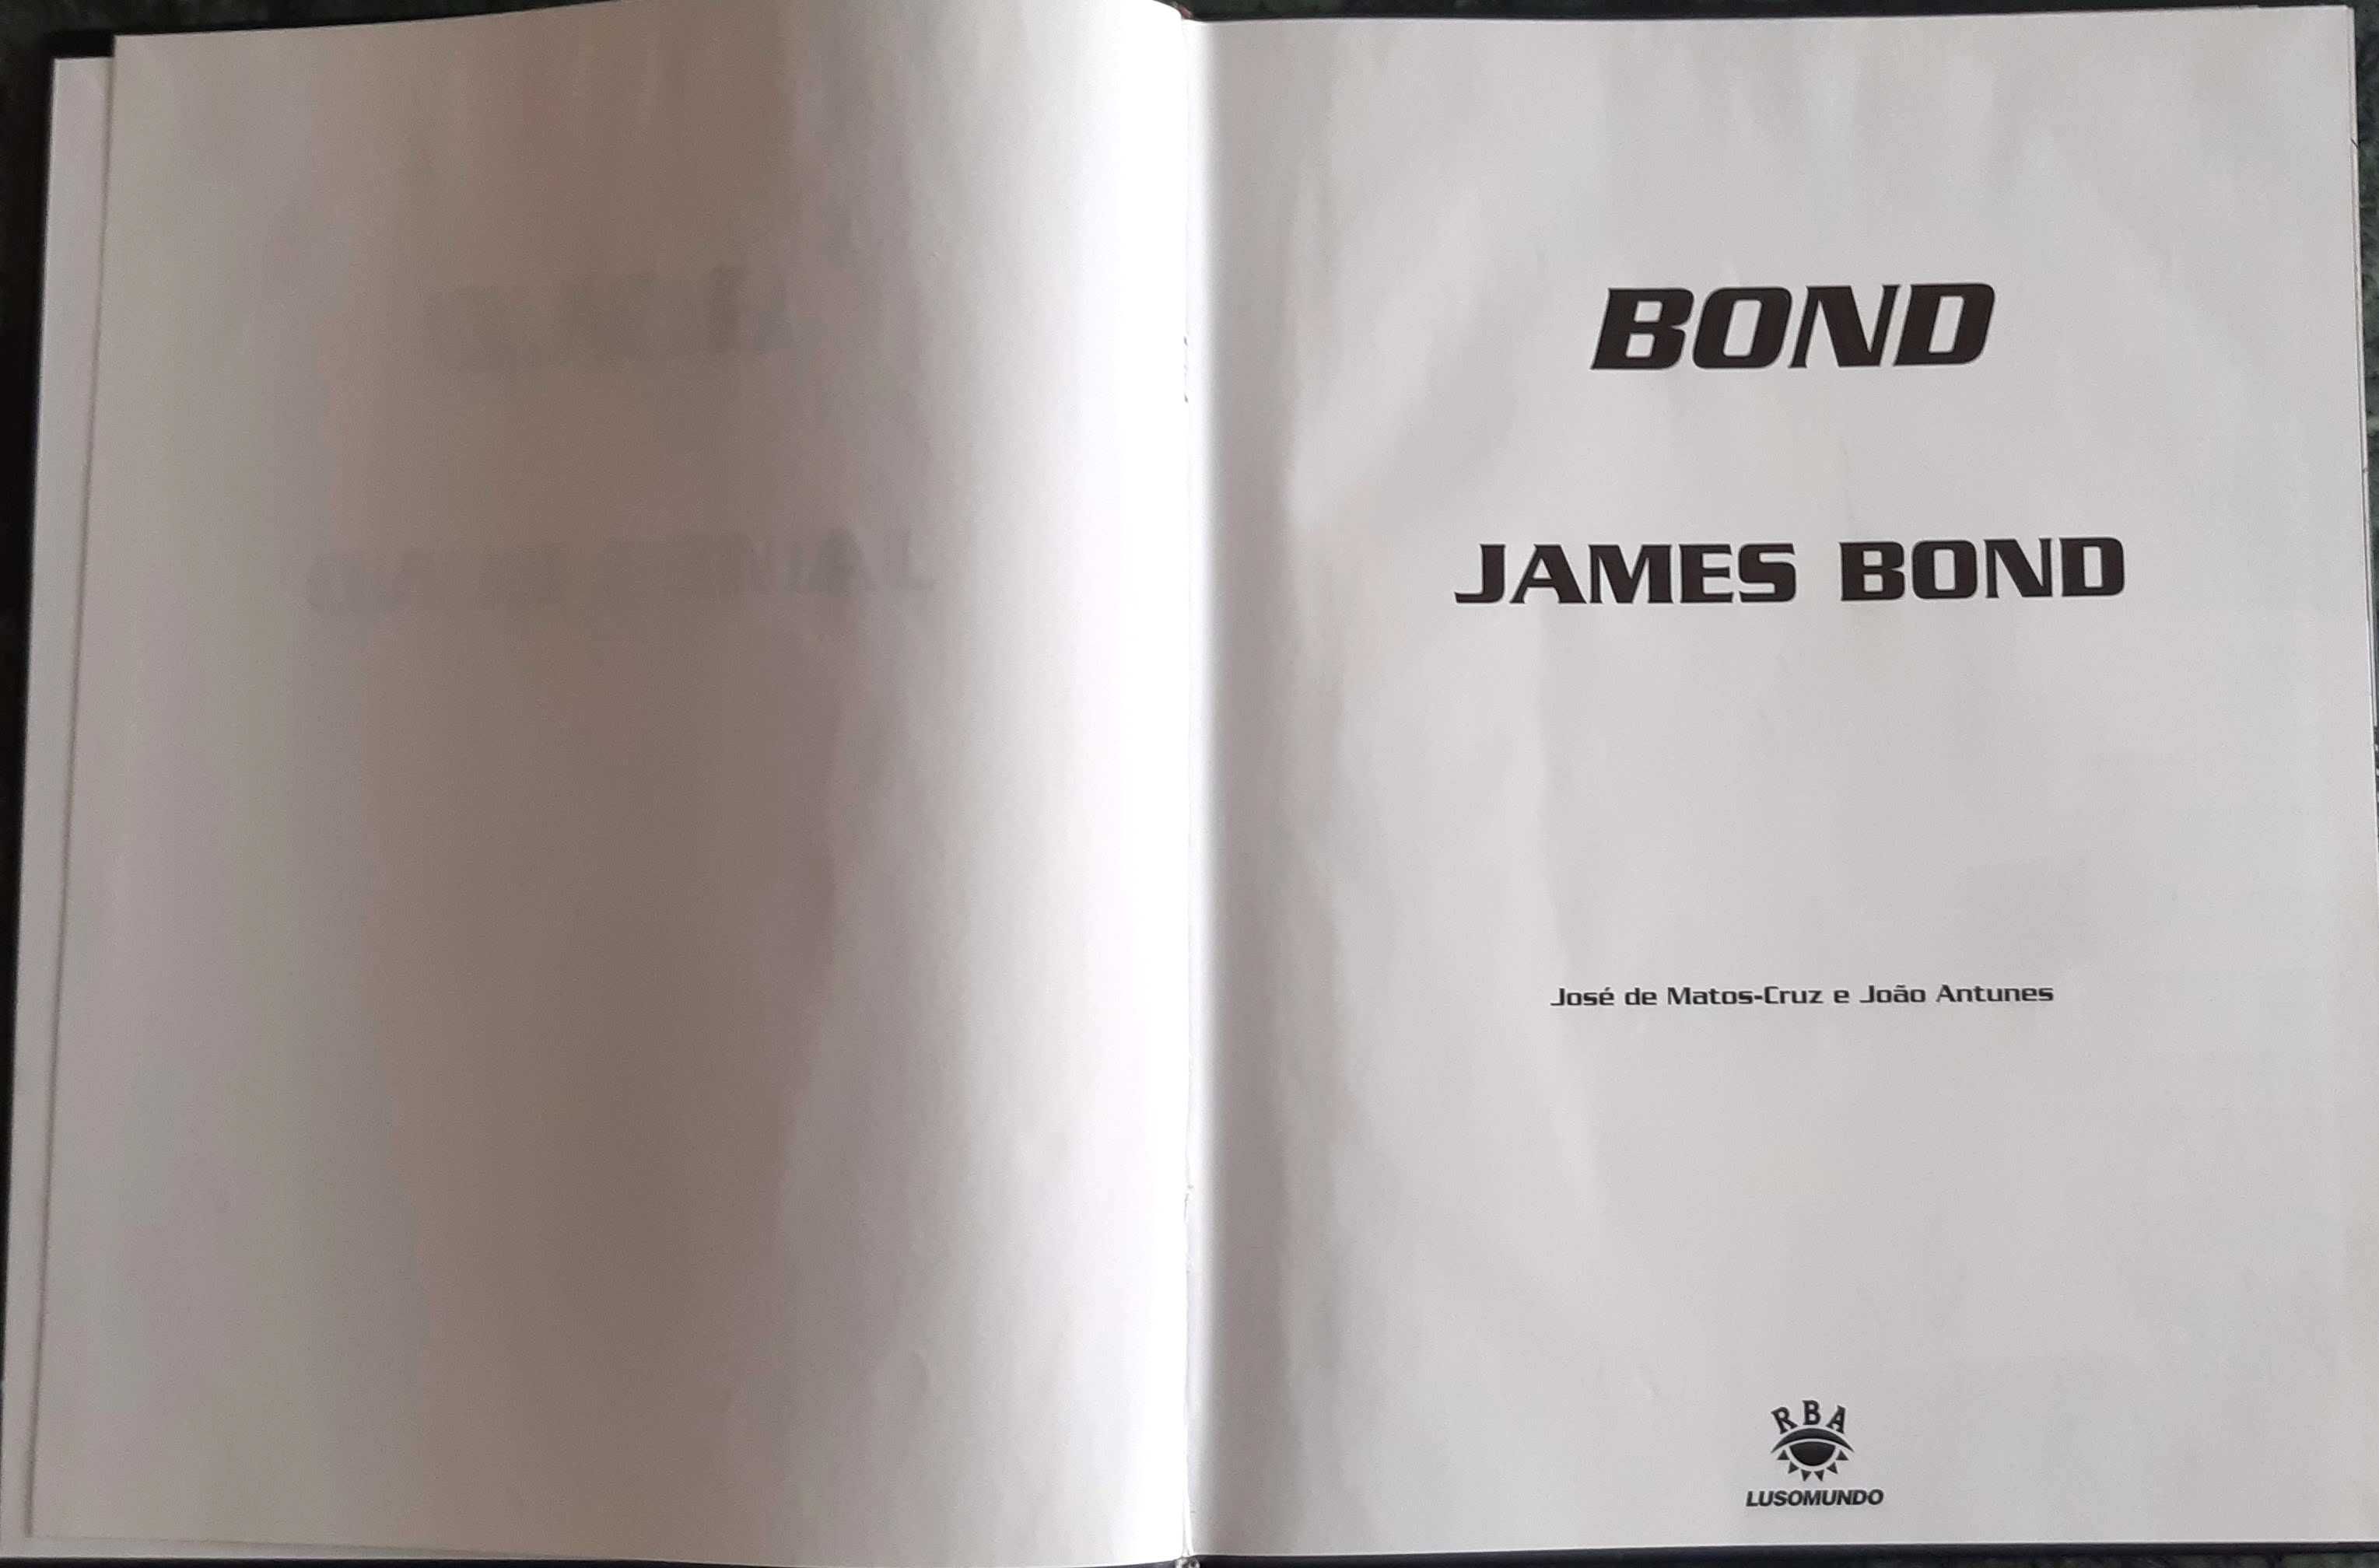 BOND
JAMES BOND
José de Matos-Cruz e João Antunes
RBA
LUSOMUNDO